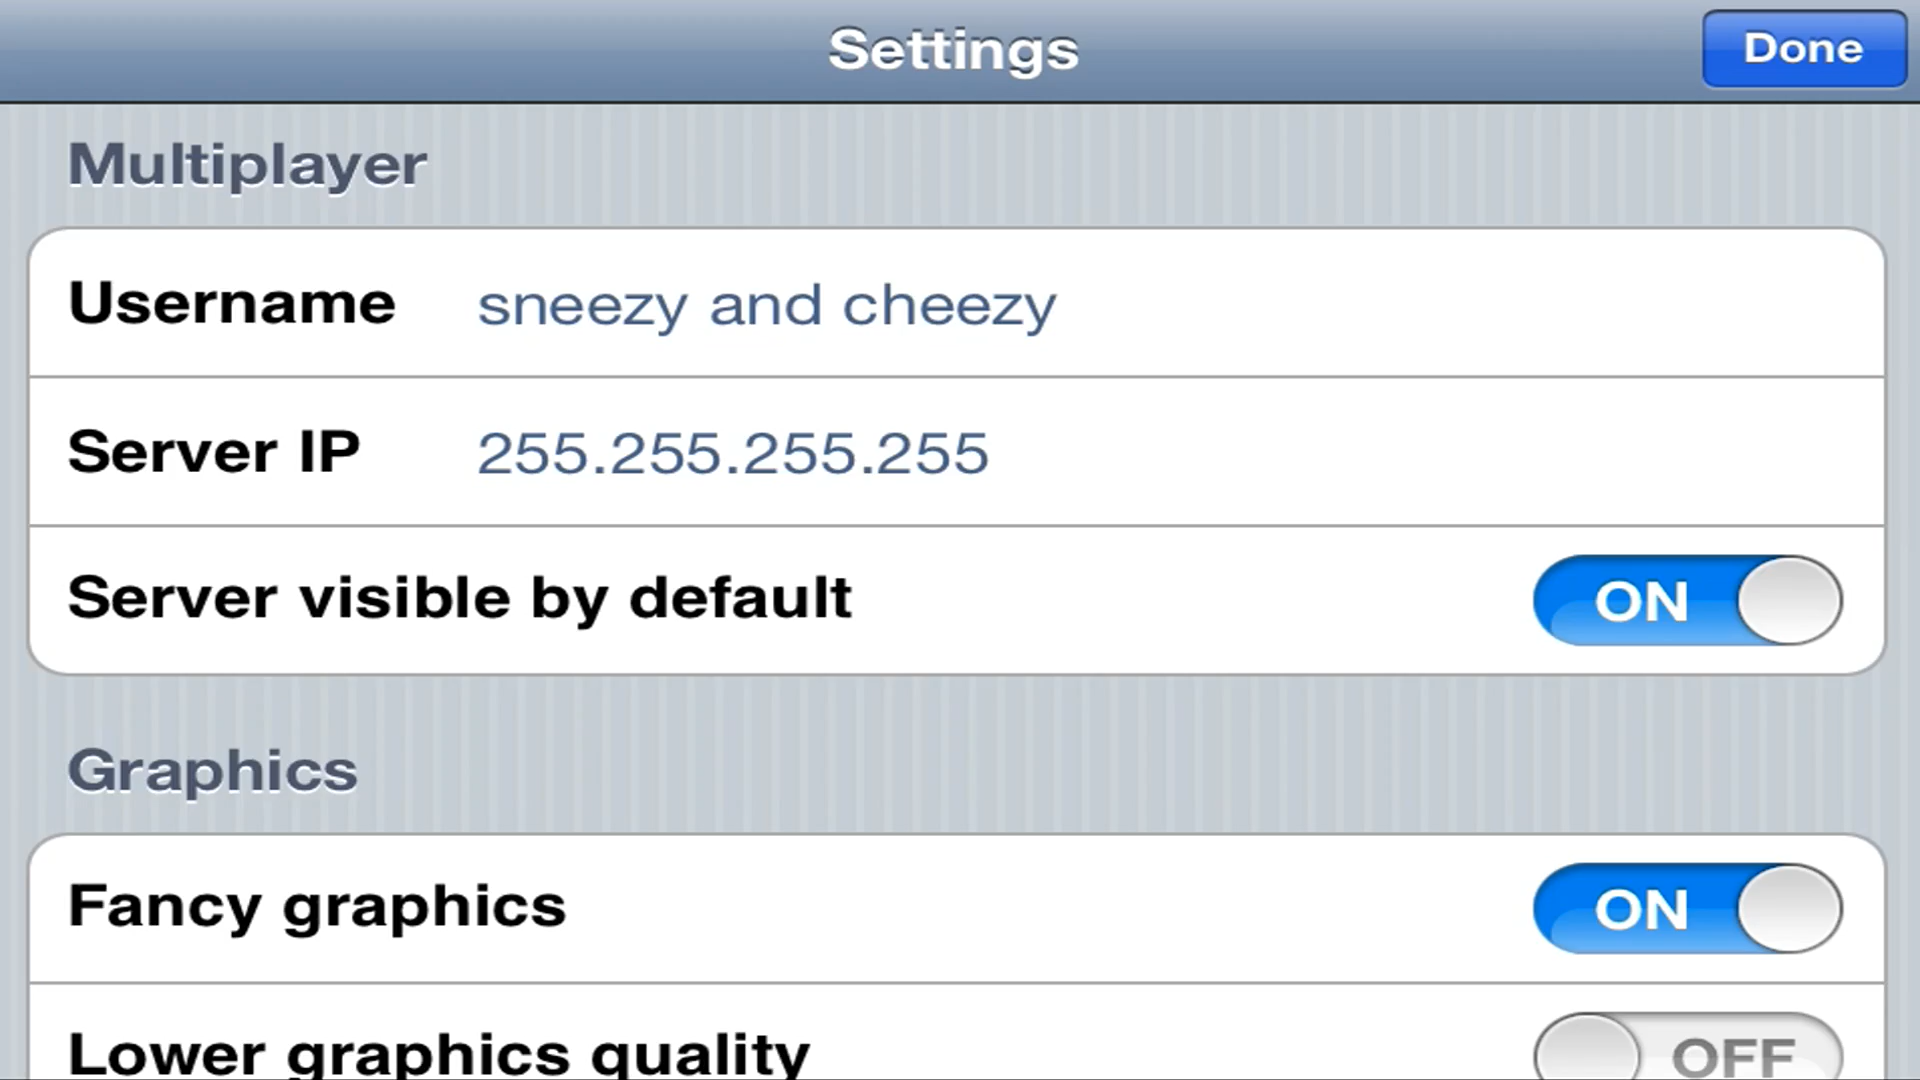 Settings
Done
Multiplayer
Username sneezy and cheezy
Server IP 255.255.255.255
Server visible by default ON
Graphics
Fancy graphics ON
Lower graphics quality OFF